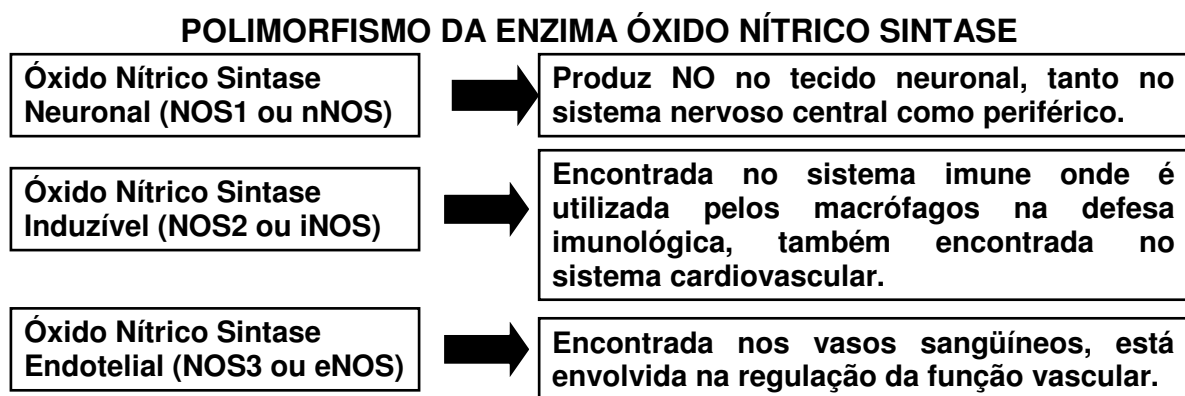 POLIMORFISMO DA ENZIMA ÓXIDO NÍTRICO SINTASE
Óxido Nítrico Sintase
Neuronal (NOS1 ou nNOS)
Produz NO no tecido neuronal, tanto no
sistema nervoso central como periférico.
Óxido Nítrico Sintase
Induzível (NOS2 ou iNOS)
Encontrada no sistema imune onde é
utilizada pelos macrófagos na defesa
imunológica, também encontrada no
sistema cardiovascular.
Óxido Nítrico Sintase
Endotelial (NOS3 ou eNOS)
Encontrada nos vasos sangüíneos, está
envolvida na regulação da função vascular.